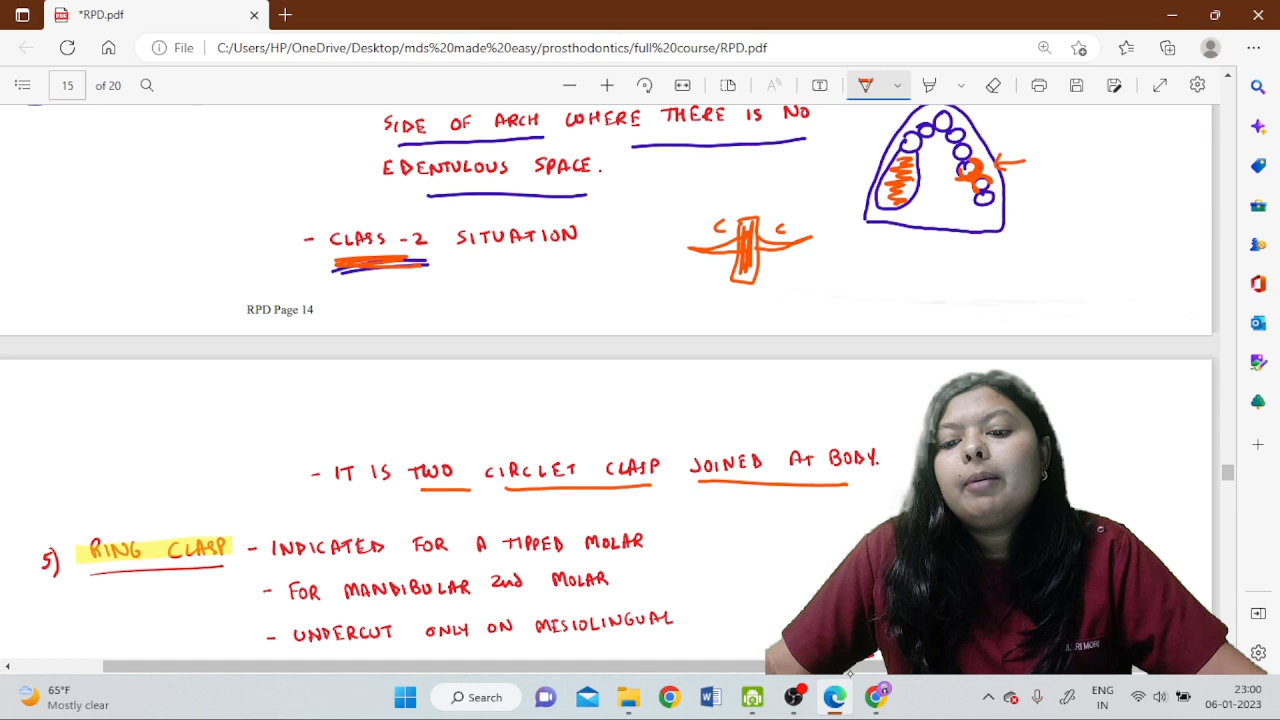 *RPD.pdf
File
C:/Users/HP/OneDrive/Desktop/mds%20made%20easy/prosthodontics/full%20course/RPD.pdf
15 of 20
SIDE OF ARCH WHERE THERE IS NO
EDENTULOUS SPACE.
- CLASS -2 SITUATION
C C
RPD Page 14
- IT IS TWO CIRCLET CLASP JOINED AT BODY.
5) RING CLASP - INDICATED FOR A TIPPED MOLAR
- FOR MANDIBULAR 2nd MOLAR
- UNDERCUT ONLY ON MESIOLINGUAL
65°F
Mostly clear
Search
ENG
IN
23:00
06-01-2023